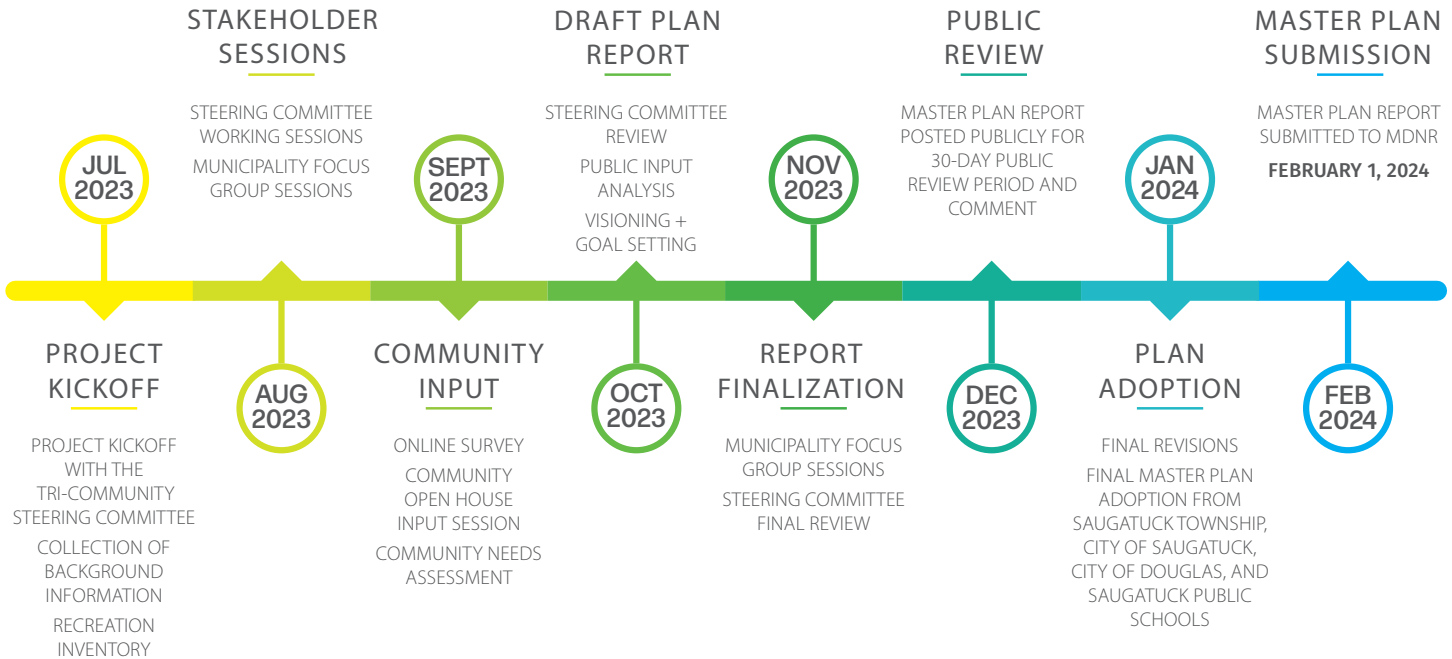 JUL
2023
PROJECT
KICKOFF
PROJECT KICKOFF
WITH THE
TRI-COMMUNITY
STEERING COMMITTEE
COLLECTION OF
BACKGROUND
INFORMATION
RECREATION
INVENTORY
STAKEHOLDER
SESSIONS
STEERING COMMITTEE
WORKING SESSIONS
MUNICIPALITY FOCUS
GROUP SESSIONS
AUG
2023
SEPT
2023
COMMUNITY
INPUT
ONLINE SURVEY
COMMUNITY
OPEN HOUSE
INPUT SESSION
COMMUNITY NEEDS
ASSESSMENT
DRAFT PLAN
REPORT
STEERING COMMITTEE
REVIEW
PUBLIC INPUT
ANALYSIS
VISIONING +
GOAL SETTING
OCT
2023
NOV
2023
REPORT
FINALIZATION
MUNICIPALITY FOCUS
GROUP SESSIONS
STEERING COMMITTEE
FINAL REVIEW
PUBLIC
REVIEW
MASTER PLAN REPORT
POSTED PUBLICLY FOR
30-DAY PUBLIC
REVIEW PERIOD AND
COMMENT
DEC
2023
JAN
2024
PLAN
ADOPTION
FINAL REVISIONS
FINAL MASTER PLAN
ADOPTION FROM
SAUGATUCK TOWNSHIP,
CITY OF SAUGATUCK,
CITY OF DOUGLAS, AND
SAUGATUCK PUBLIC
SCHOOLS
MASTER PLAN
SUBMISSION
MASTER PLAN REPORT
SUBMITTED TO MDNR
FEBRUARY 1, 2024
FEB
2024